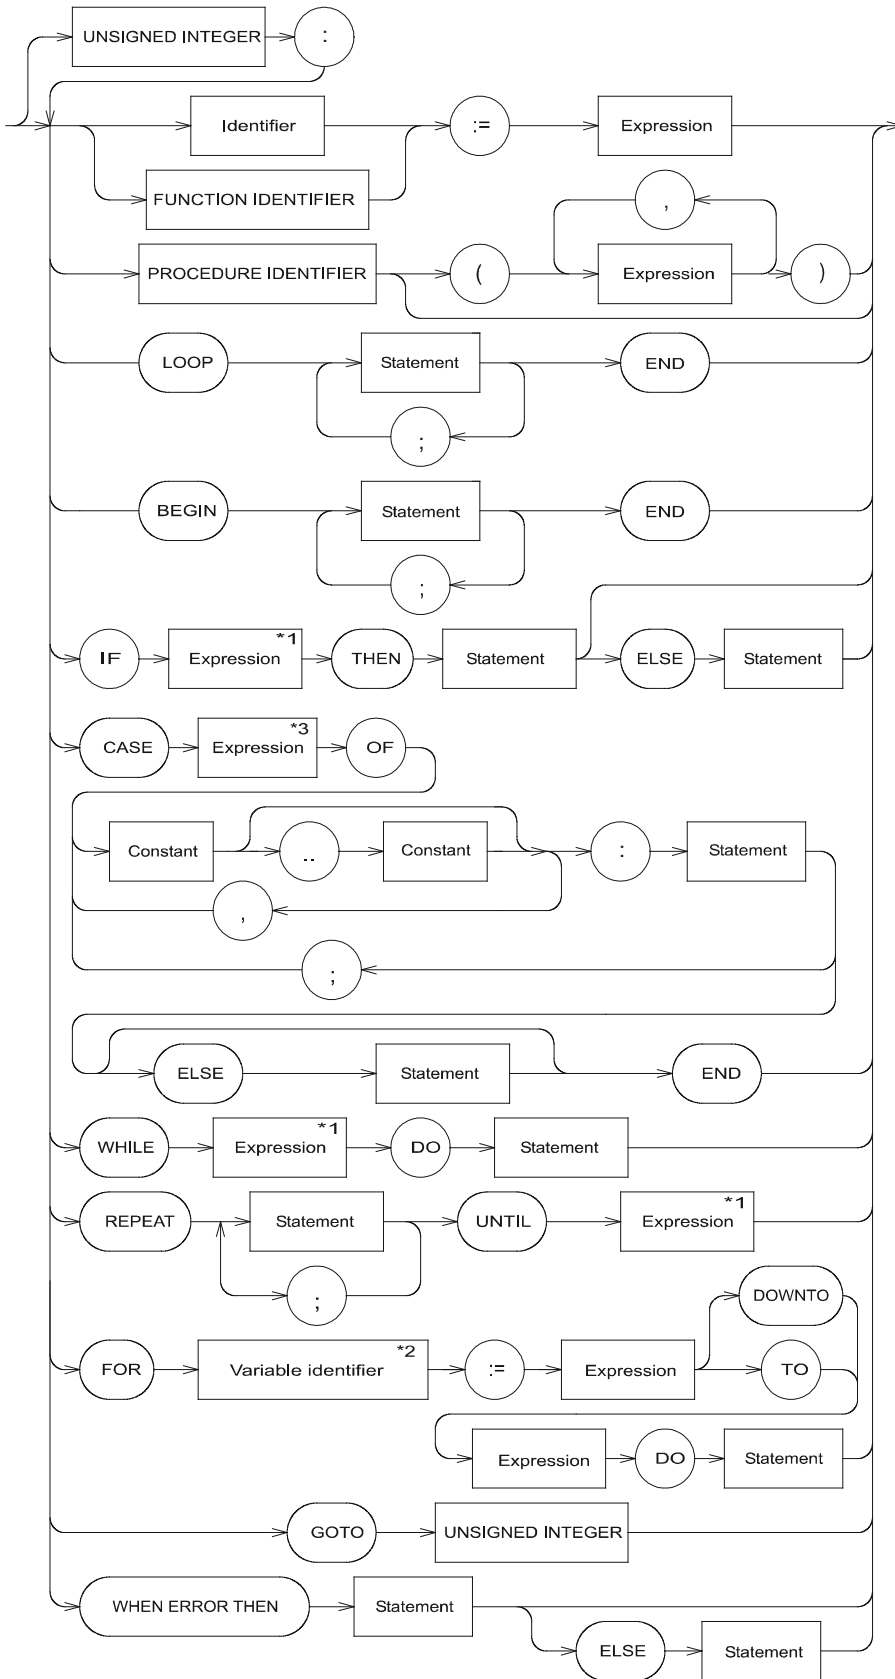 UNSIGNED INTEGER :
Identifier := Expression
FUNCTION IDENTIFIER
,
PROCEDURE IDENTIFIER ( Expression )
LOOP Statement END
;
BEGIN Statement END
;
IF Expression *1 THEN Statement ELSE Statement
CASE Expression *3 OF
Constant .. Constant : Statement
,
;
ELSE Statement END
WHILE Expression *1 DO Statement
REPEAT Statement UNTIL Expression *1
;
DOWNTO
FOR Variable identifier *2 := Expression TO
Expression DO Statement
GOTO UNSIGNED INTEGER
WHEN ERROR THEN Statement
ELSE Statement